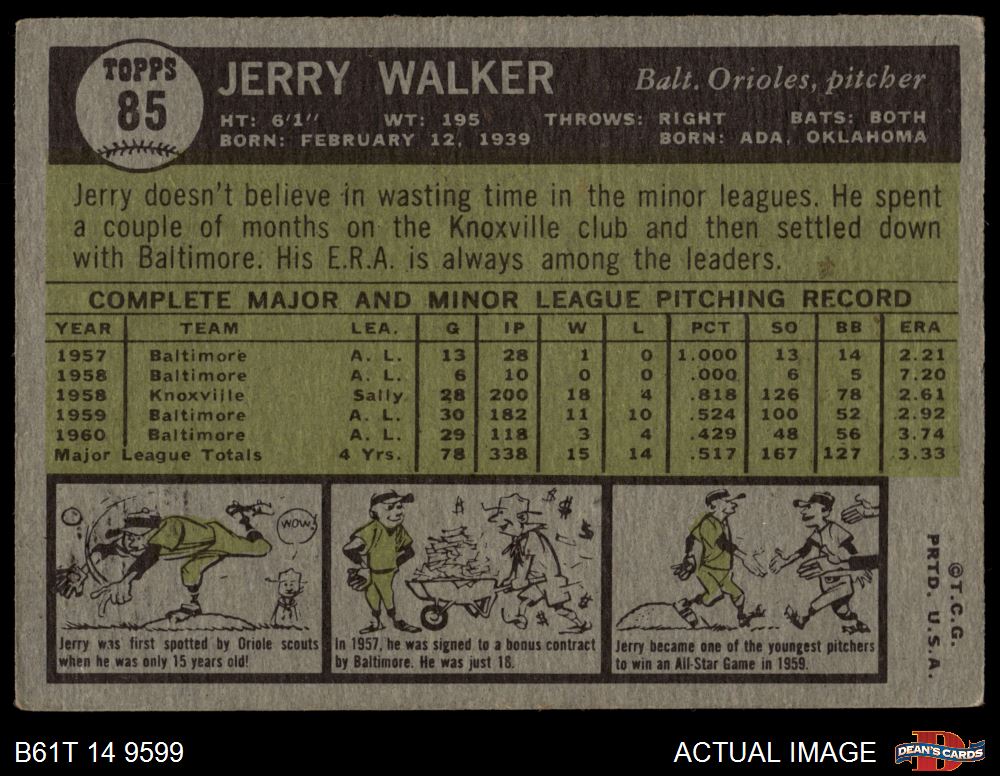 TOPPS
85
JERRY WALKER
Balt. Orioles, pitcher
HT: 6'1" WT: 195 THROWS: RIGHT BATS: BOTH
BORN: FEBRUARY 12, 1939 BORN: ADA, OKLAHOMA
Jerry doesn't believe in wasting time in the minor leagues. He spent
a couple of months on the Knoxville club and then settled down
with Baltimore. His E.R.A. is always among the leaders.
COMPLETE MAJOR AND MINOR LEAGUE PITCHING RECORD
YEAR TEAM LEA. G IP W L PCT SO BB ERA
1957 Baltimore A. L. 13 28 1 0 1.000 13 14 2.21
1958 Baltimore A. L. 6 10 0 0 .000 6 5 7.20
1958 Knoxville Sally 28 200 18 4 .818 126 78 2.61
1959 Baltimore A. L. 30 182 11 10 .524 100 52 2.92
1960 Baltimore A. L. 29 118 3 4 .429 48 56 3.74
Major League Totals 4 Yrs. 78 338 15 14 .517 167 127 3.33
WOW!
Jerry was first spotted by Oriole scouts
when he was only 15 years old!
$ $ $ $ $
In 1957, he was signed to a bonus contract
by Baltimore. He was just 18.
Jerry became one of the youngest pitchers
to win an All-Star Game in 1959.
©T.C.G.
PRTD. U.S.A.
B61T 14 9599
ACTUAL IMAGE
DEAN'S CARDS